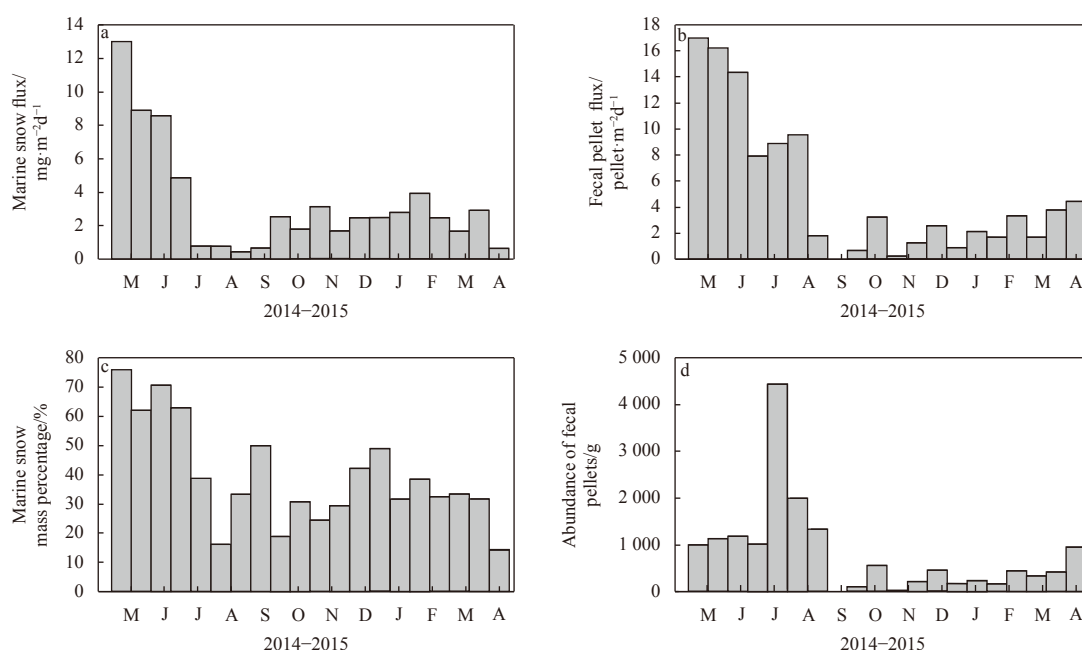 a
Marine snow flux/
mg·m⁻²d⁻¹
14
12
10
8
6
4
2
0
M J J A S O N D J F M A
2014−2015
b
Fecal pellet flux/
pellet·m⁻²d⁻¹
18
16
14
12
10
8
6
4
2
0
M J J A S O N D J F M A
2014−2015
c
Marine snow
mass percentage/%
80
70
60
50
40
30
20
10
0
M J J A S O N D J F M A
2014−2015
d
Abundance of fecal
pellets/g
5 000
4 000
3 000
2 000
1 000
0
M J J A S O N D J F M A
2014−2015